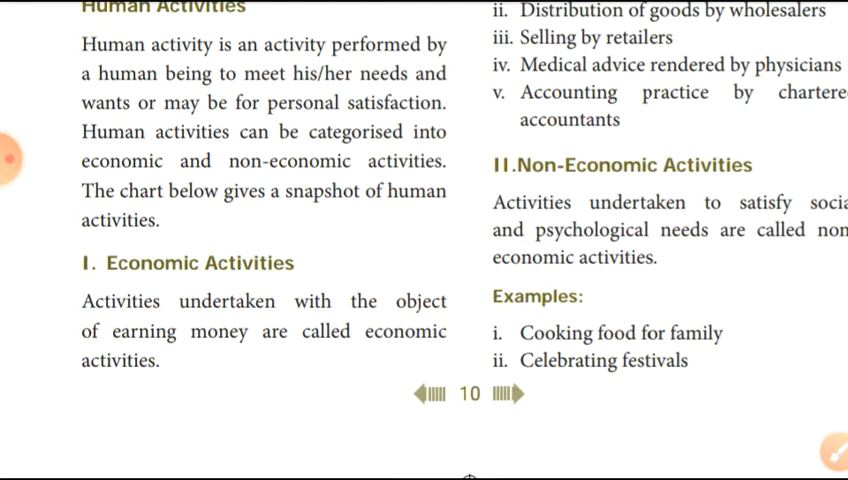 Human Activities
Human activity is an activity performed by
a human being to meet his/her needs and
wants or may be for personal satisfaction.
Human activities can be categorised into
economic and non-economic activities.
The chart below gives a snapshot of human
activities.
I. Economic Activities
Activities undertaken with the object
of earning money are called economic
activities.
ii. Distribution of goods by wholesalers
iii. Selling by retailers
iv. Medical advice rendered by physicians
v. Accounting practice by chartere
accountants
II.Non-Economic Activities
Activities undertaken to satisfy socia
and psychological needs are called non
economic activities.
Examples:
i. Cooking food for family
ii. Celebrating festivals
10